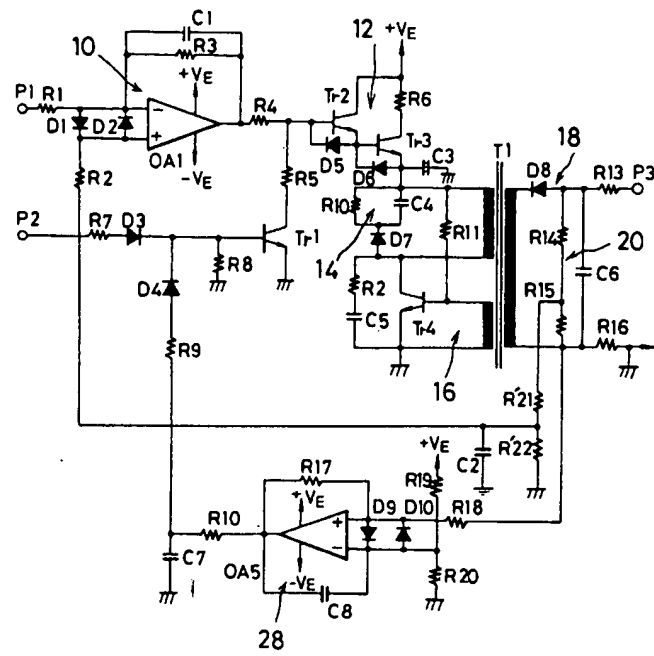 C1
R3
10
+VE
P1
R1
D1
D2
OA1
-VE
R4
12
+VE
Tr2
R6
Tr3
D5
D6
C3
T1
D8
18
R13
P3
R2
R5
P2
R7
D3
Tr1
R8
D4
R9
R10
14
C4
D7
R11
R2
C5
Tr4
16
R14
20
C6
R15
R16
R'21
R'22
C2
+VE
R17
+VE
D9
D10
R19
R18
R10
C7
OA5
-VE
28
C8
R20